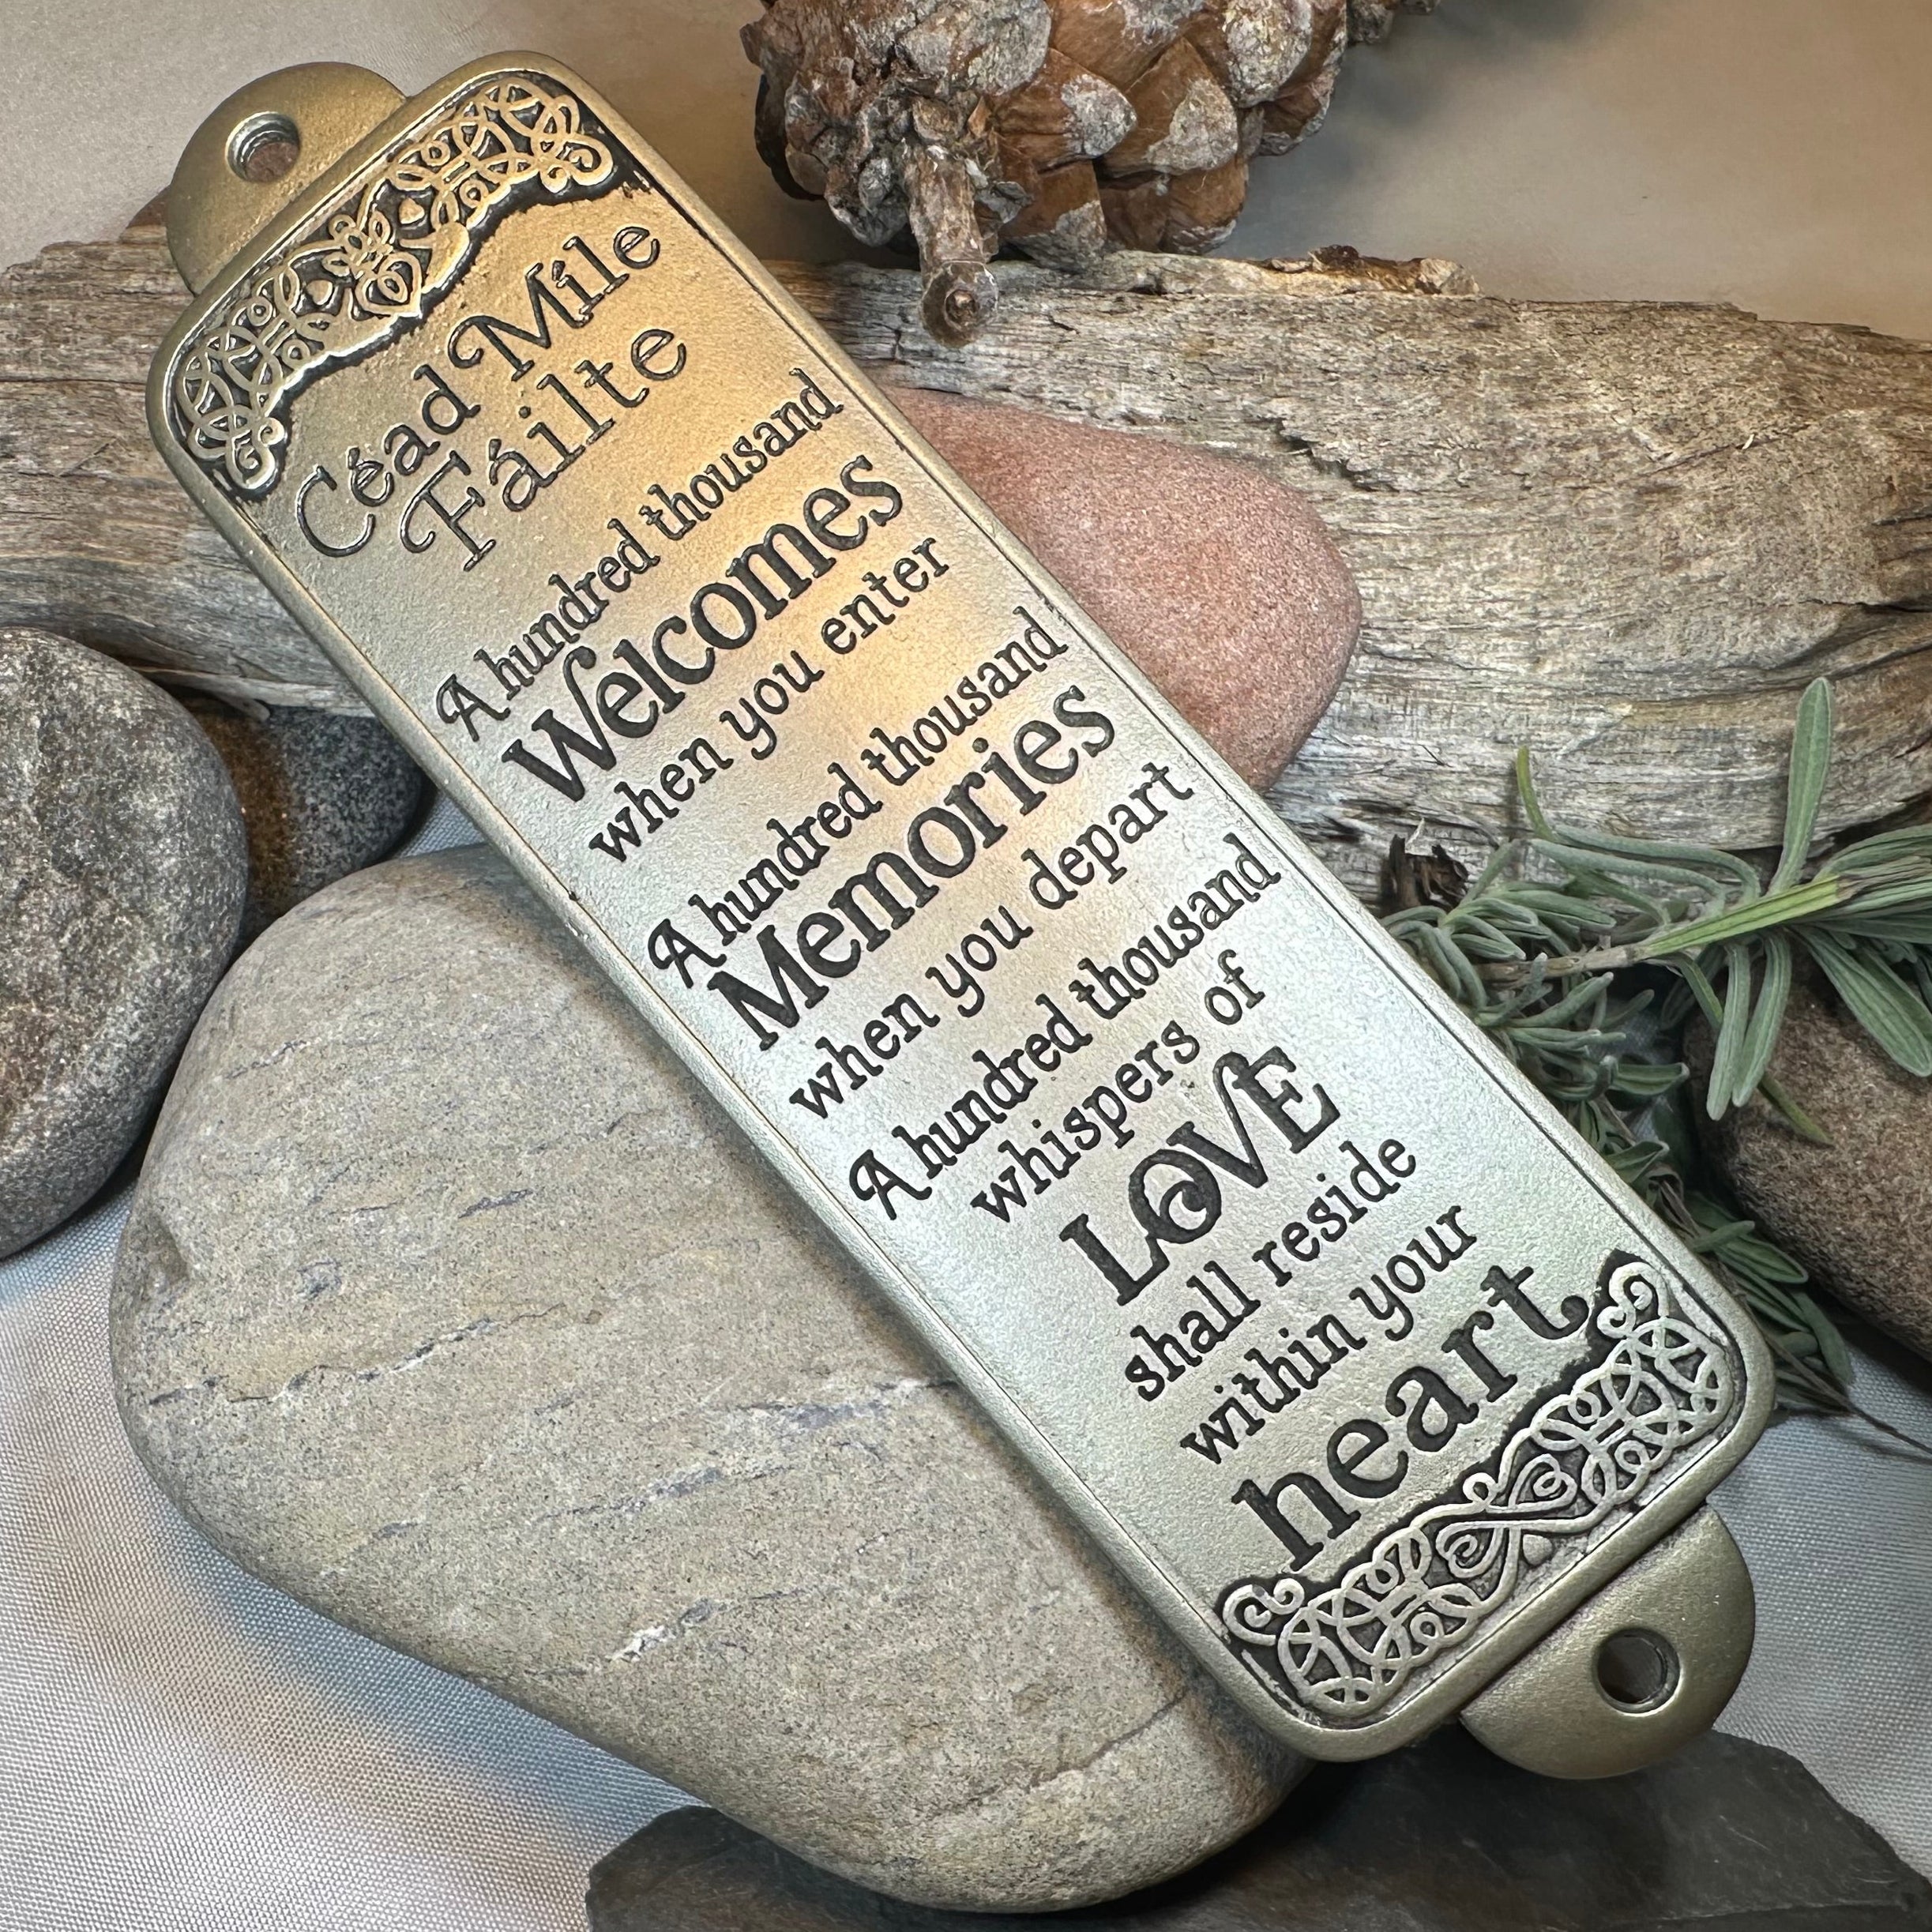 Céad Míle
Fáilte
A hundred thousand
Welcomes
when you enter
A hundred thousand
Memories
when you depart
A hundred thousand
whispers of
LOVE
shall reside
within your
heart